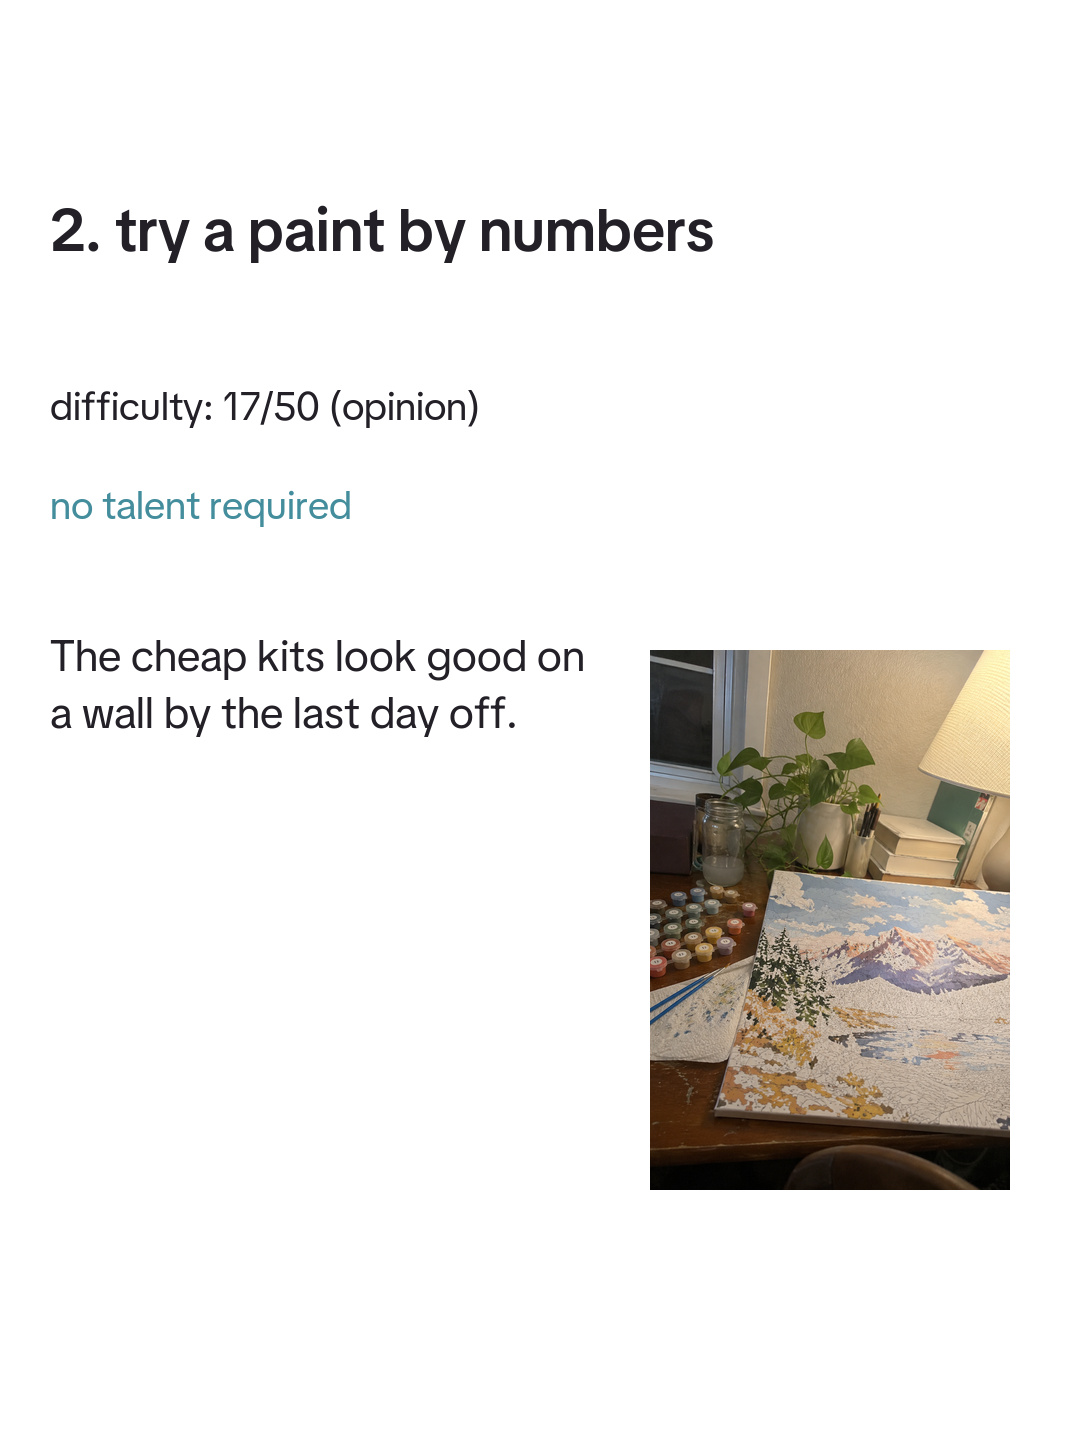 2. try a paint by numbers
difficulty: 17/50 (opinion)
no talent required
The cheap kits look good on
a wall by the last day off.